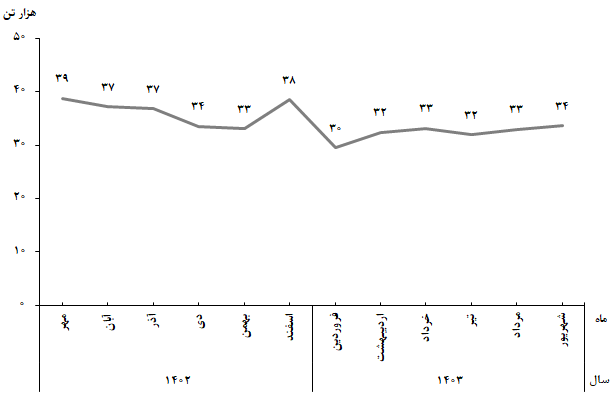 هزار تن
۵۰
۴۰
۳۰
۲۰
۱۰
۰
۳۹ ۳۷ ۳۷ ۳۴ ۳۳ ۳۸ ۳۰ ۳۲ ۳۳ ۳۲ ۳۳ ۳۴
مهر آبان آذر دی بهمن اسفند فروردین اردیبهشت خرداد تیر مرداد شهریور ماه
۱۴۰۲ ۱۴۰۳ سال